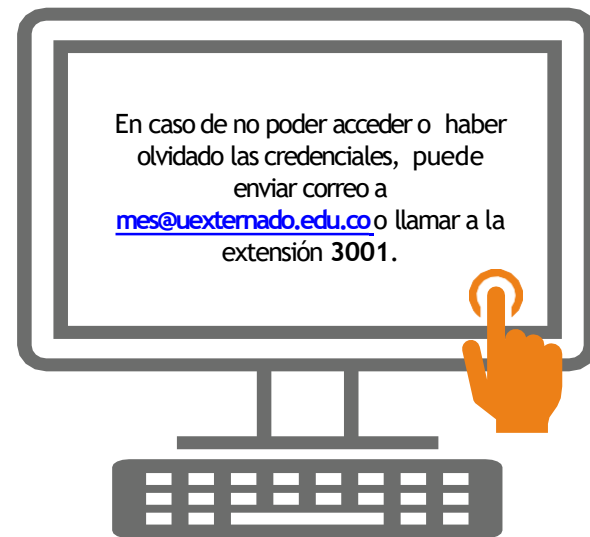 En caso de no poder acceder o haber
olvidado las credenciales, puede
enviar correo a
mes@uexternado.edu.co o llamar a la
extensión 3001.